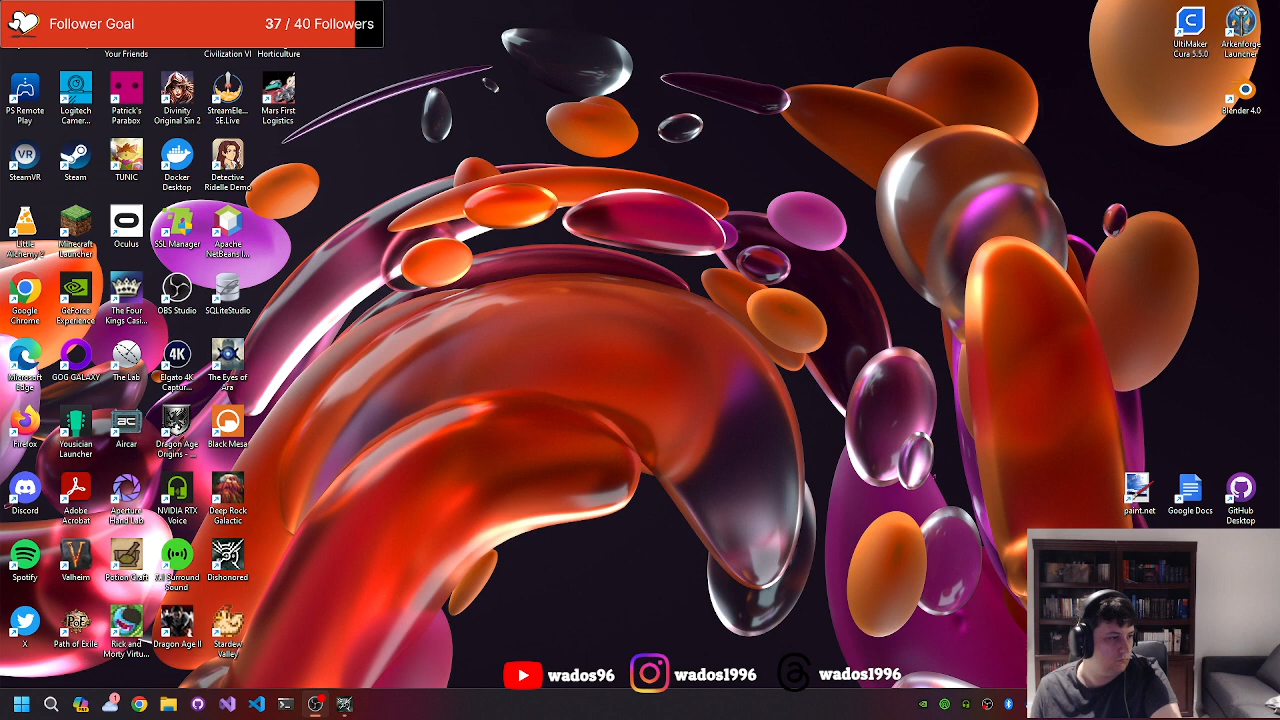 Follower Goal
37 / 40 Followers
Your Friends
Civilization VI
Horticulture
UltiMaker
Cura 5.5.0
Arkenforge
Launcher
PS Remote
Play
Logitech
Camer...
Patrick's
Parabox
Divinity
Original Sin 2
StreamEle...
SE.Live
Mars First
Logistics
Blender 4.0
VR
SteamVR
Steam
TUNIC
Docker
Desktop
Detective
Ridelle Demo
Little
Alchemy 2
Minecraft
Launcher
Oculus
SSL Manager
Apache
NetBeans I...
Google
Chrome
GeForce
Experience
The Four
Kings Casi...
OBS Studio
SQLiteStudio
Microsoft
Edge
GOG GALAXY
The Lab
4K
Elgato 4K
Captur...
The Eyes of
Ara
Firefox
Yousician
Launcher
AC
Aircar
Dragon Age
Origins - ...
Black Mesa
Discord
Adobe
Acrobat
Aperture
Hand Lab
NVIDIA RTX
Voice
Deep Rock
Galactic
paint.net
Google Docs
GitHub
Desktop
Spotify
Valheim
Potion Craft
7.1 Surround
Sound
Dishonored
X
Path of Exile
Rick and
Morty Virtu...
Dragon Age II
Stardew
Valley
wados96
wados1996
wados1996